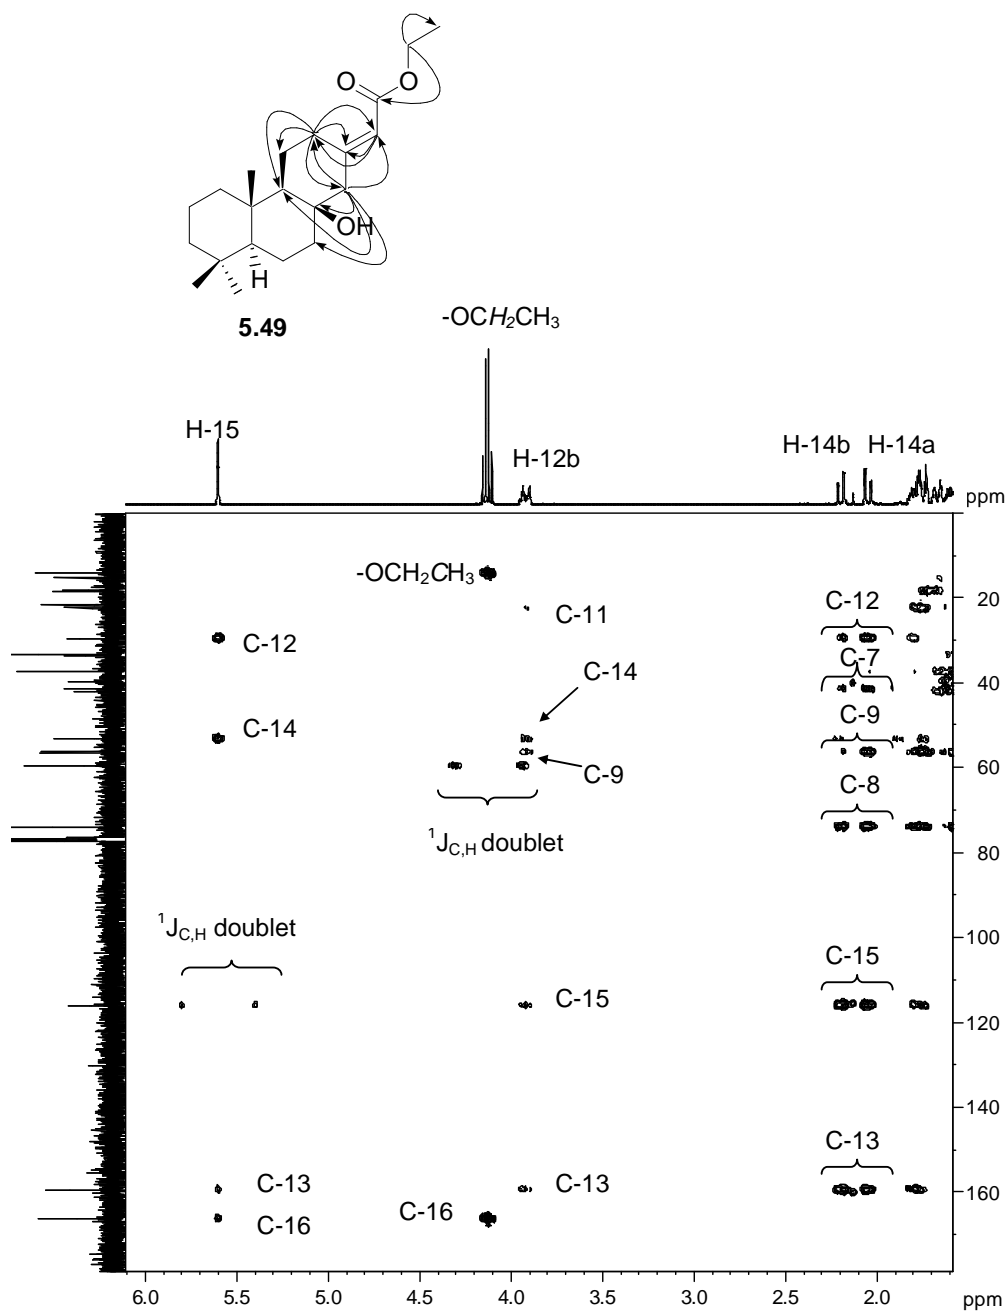 O
O
OH
H
5.49
-OCH₂CH₃
H-15
H-12b
H-14b
H-14a
ppm
-OCH₂CH₃
C-11
C-12
20
C-12
C-14
C-7
40
C-14
C-9
C-9
60
C-8
¹J_C,H doublet
80
¹J_C,H doublet
100
C-15
C-15
120
140
C-13
C-13
C-13
160
C-16
C-16
6.0 5.5 5.0 4.5 4.0 3.5 3.0 2.5 2.0 ppm